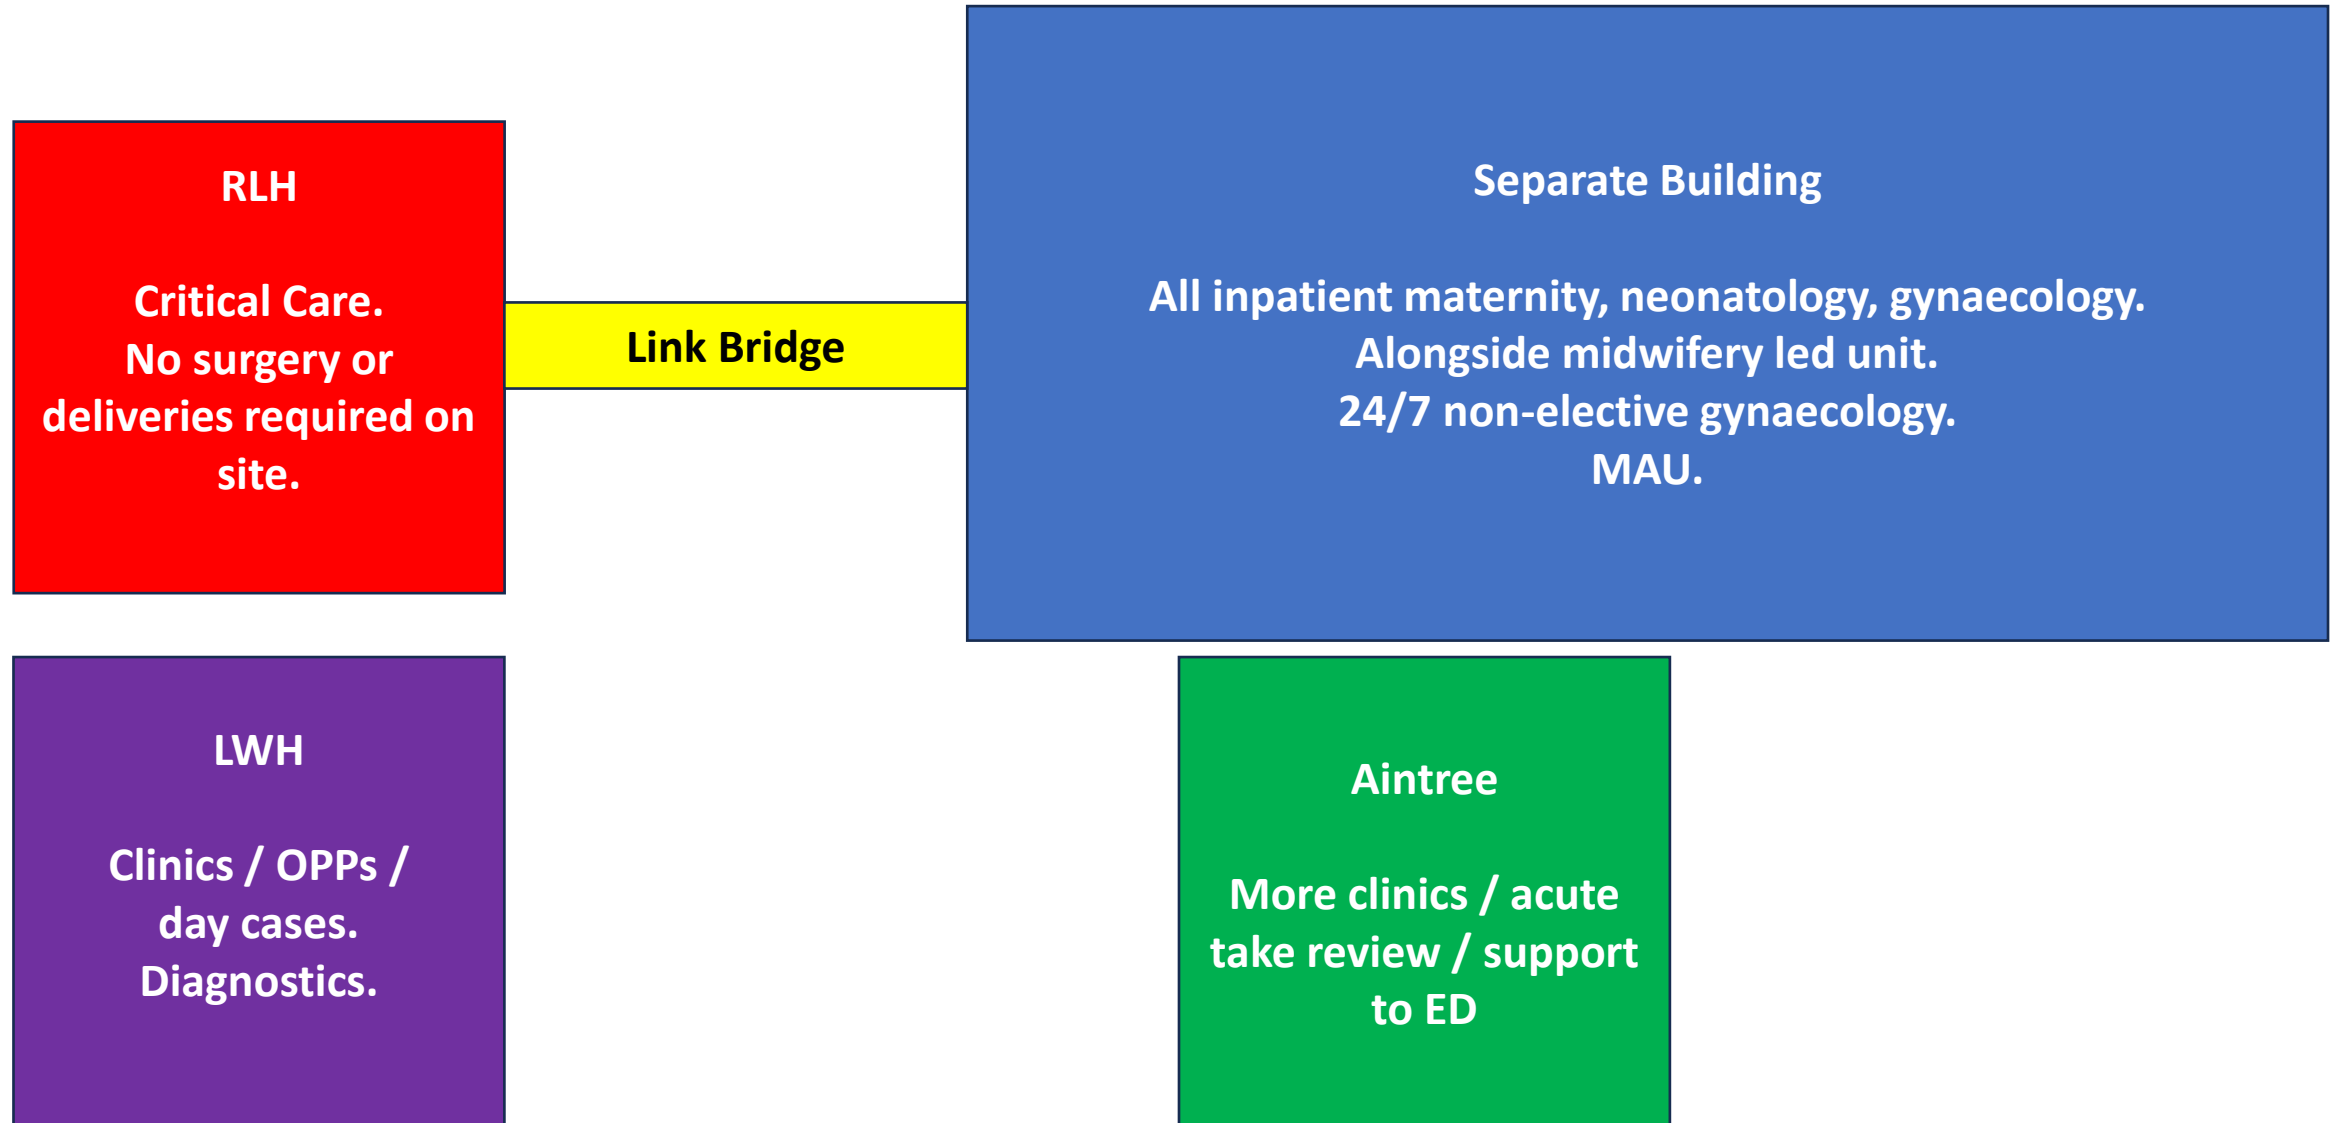 RLH
Critical Care.
No surgery or
deliveries required on
site.
Link Bridge
Separate Building
All inpatient maternity, neonatology, gynaecology.
Alongside midwifery led unit.
24/7 non-elective gynaecology.
MAU.
LWH
Clinics / OPPs /
day cases.
Diagnostics.
Aintree
More clinics / acute
take review / support
to ED